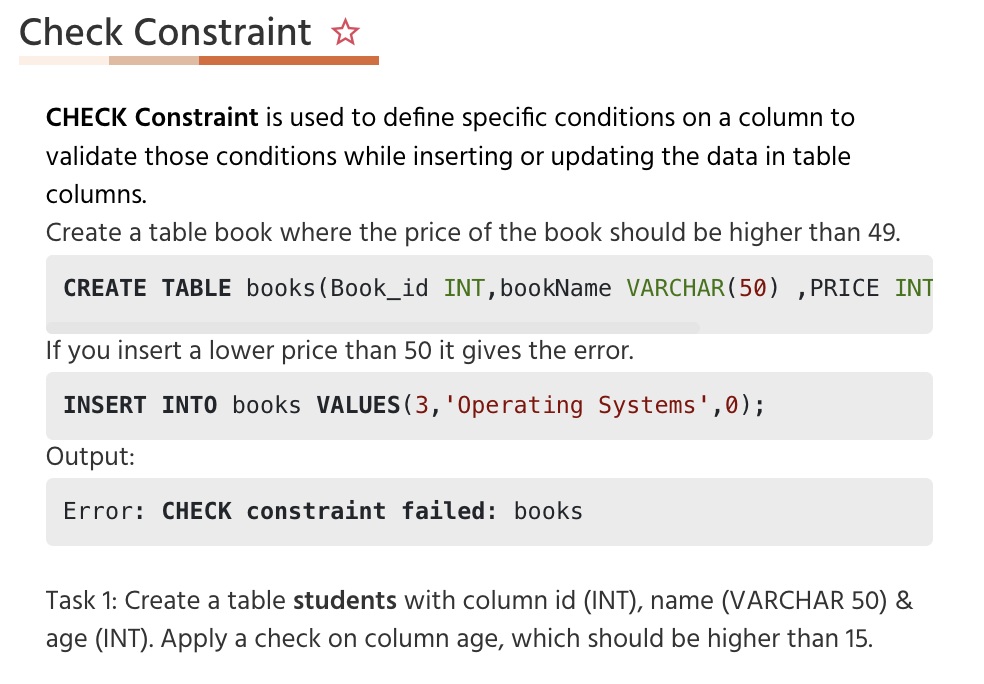 Check Constraint
CHECK Constraint is used to define specific conditions on a column to
validate those conditions while inserting or updating the data in table
columns.
Create a table book where the price of the book should be higher than 49.
CREATE TABLE books(Book_id INT,bookName VARCHAR(50) ,PRICE INT
If you insert a lower price than 50 it gives the error.
INSERT INTO books VALUES(3,'Operating Systems',0);
Output:
Error: CHECK constraint failed: books
Task 1: Create a table students with column id (INT), name (VARCHAR 50) &
age (INT). Apply a check on column age, which should be higher than 15.